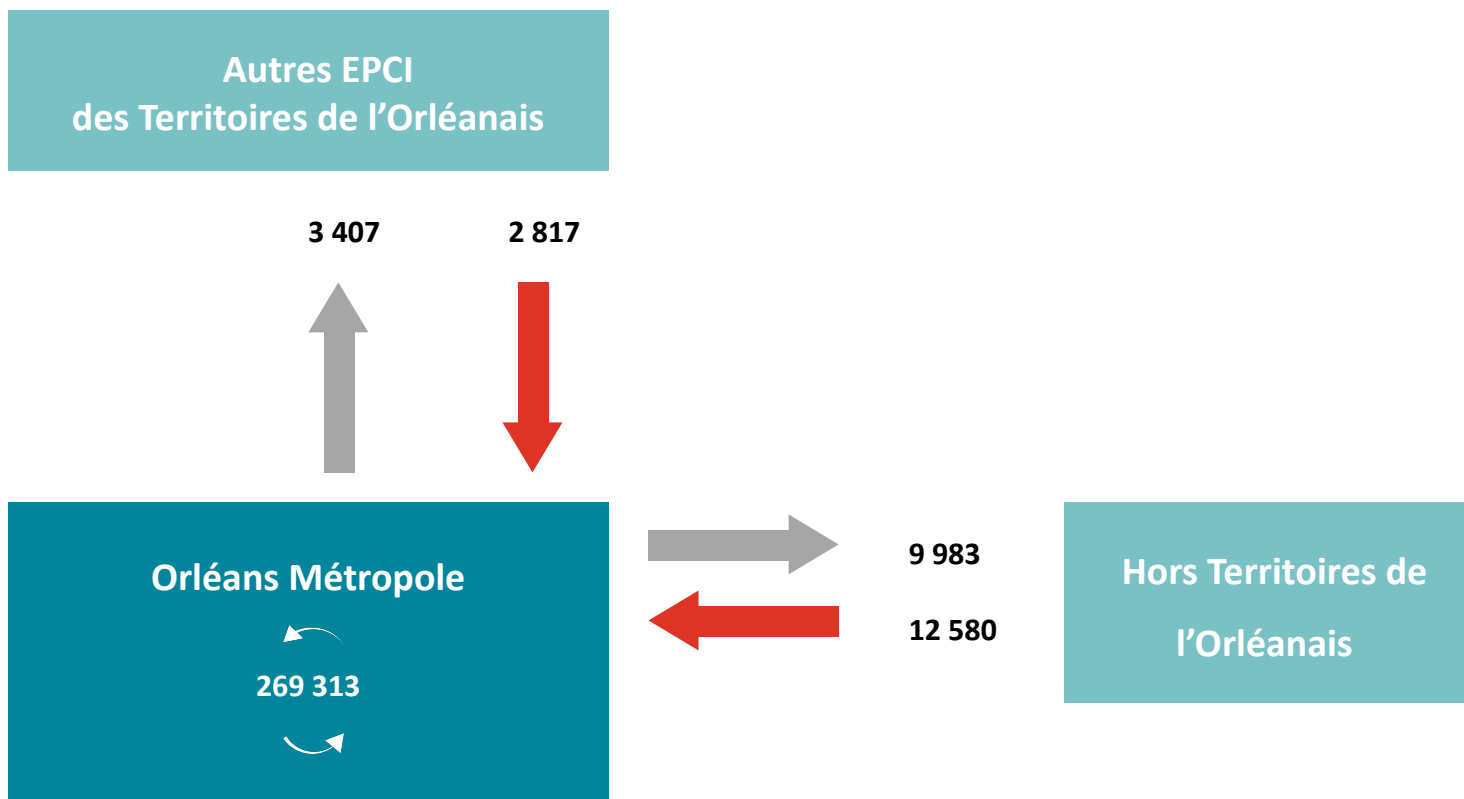 Autres EPCI
des Territoires de l’Orléanais
3 407
2 817
Orléans Métropole
269 313
9 983
12 580
Hors Territoires de
l’Orléanais